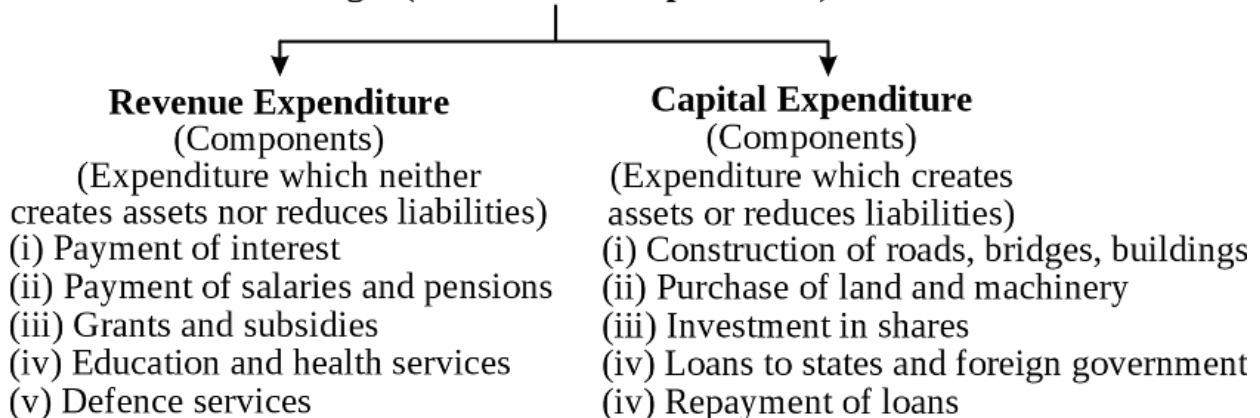 Revenue Expenditure
(Components)
(Expenditure which neither
creates assets nor reduces liabilities)
(i) Payment of interest
(ii) Payment of salaries and pensions
(iii) Grants and subsidies
(iv) Education and health services
(v) Defence services
Capital Expenditure
(Components)
(Expenditure which creates
assets or reduces liabilities)
(i) Construction of roads, bridges, buildings
(ii) Purchase of land and machinery
(iii) Investment in shares
(iv) Loans to states and foreign government
(iv) Repayment of loans